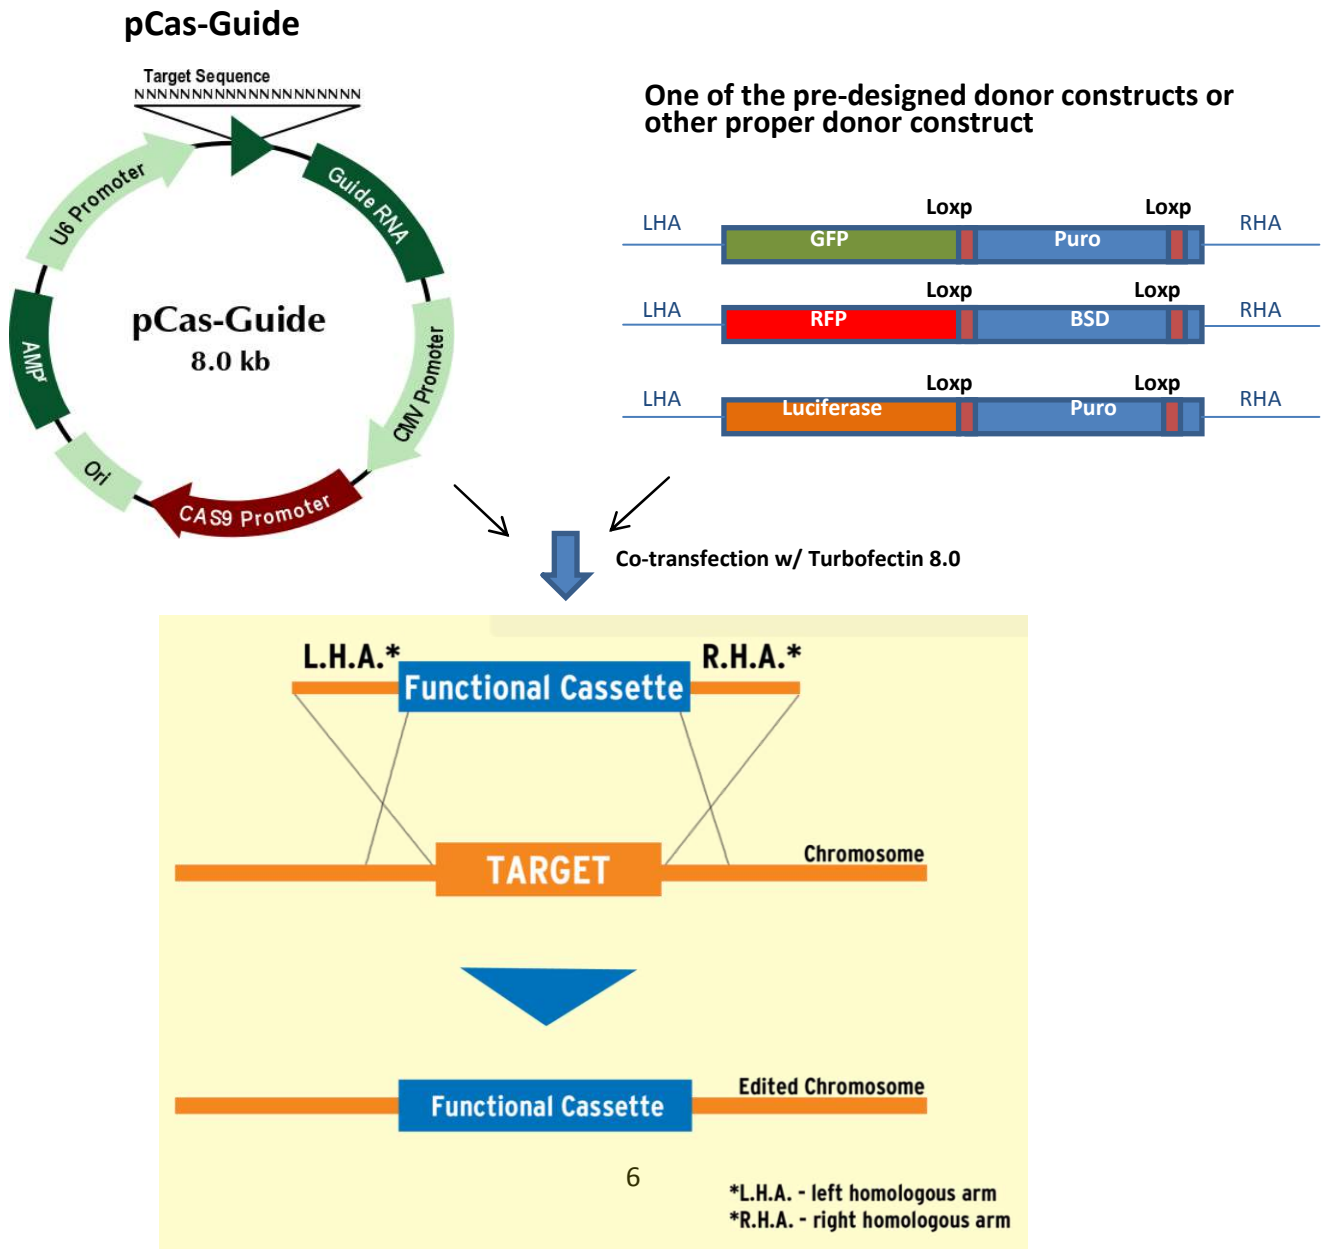 pCas-Guide
Target Sequence
NNNNNNNNNNNNNNNNNNNN
U6 Promoter
Guide RNA
CMV Promoter
CAS9 Promoter
Ori
AMPr
pCas-Guide
8.0 kb
One of the pre-designed donor constructs or
other proper donor construct
Loxp Loxp
LHA GFP Puro RHA
Loxp Loxp
LHA RFP BSD RHA
Loxp Loxp
LHA Luciferase Puro RHA
Co-transfection w/ Turbofectin 8.0
L.H.A.* R.H.A.*
Functional Cassette
Chromosome
TARGET
Edited Chromosome
Functional Cassette
6
*L.H.A. - left homologous arm
*R.H.A. - right homologous arm